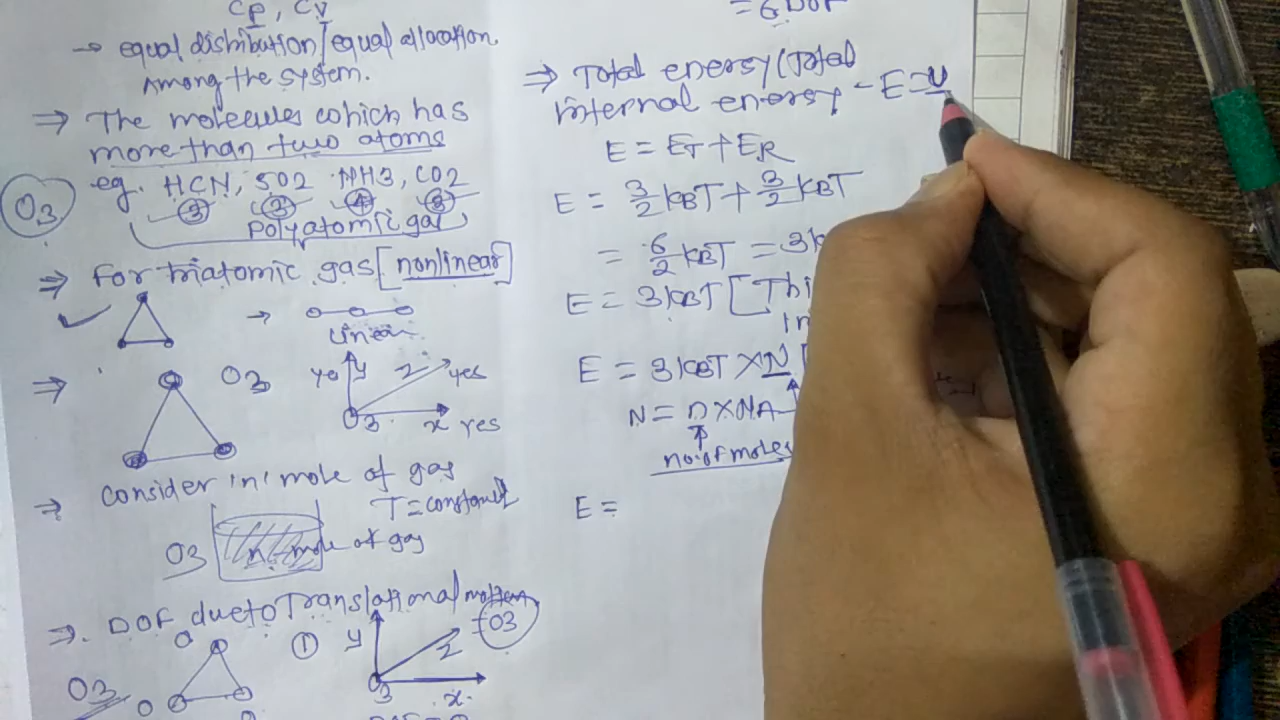 CP, CV
→ equal distribution/equal allocation
Among the system.
⇒ The molecules which has
more than two atoms
eg. HCN, SO2 NH3, CO2
3 3 4 3
O3
Polyatomic gas
⇒ For triatomic gas [nonlinear]
→ Linear
⇒ O3
yes y z yes
O3 x yes
⇒ Consider 'n' mole of gas
T = constant
O3 n-mole of gas
⇒. DOF due to Translational motion
O ① y z = O3
O3 O O3 x
= 6 DOF
⇒ Total energy (Total
internal energy - E = U
E = ET + ER
E = 3/2 KBT + 3/2 KBT
= 6/2 KBT = 3K
E = 3KBT [Thi
E = 3KBT × N [
N = n × NA
no. of moles
E =